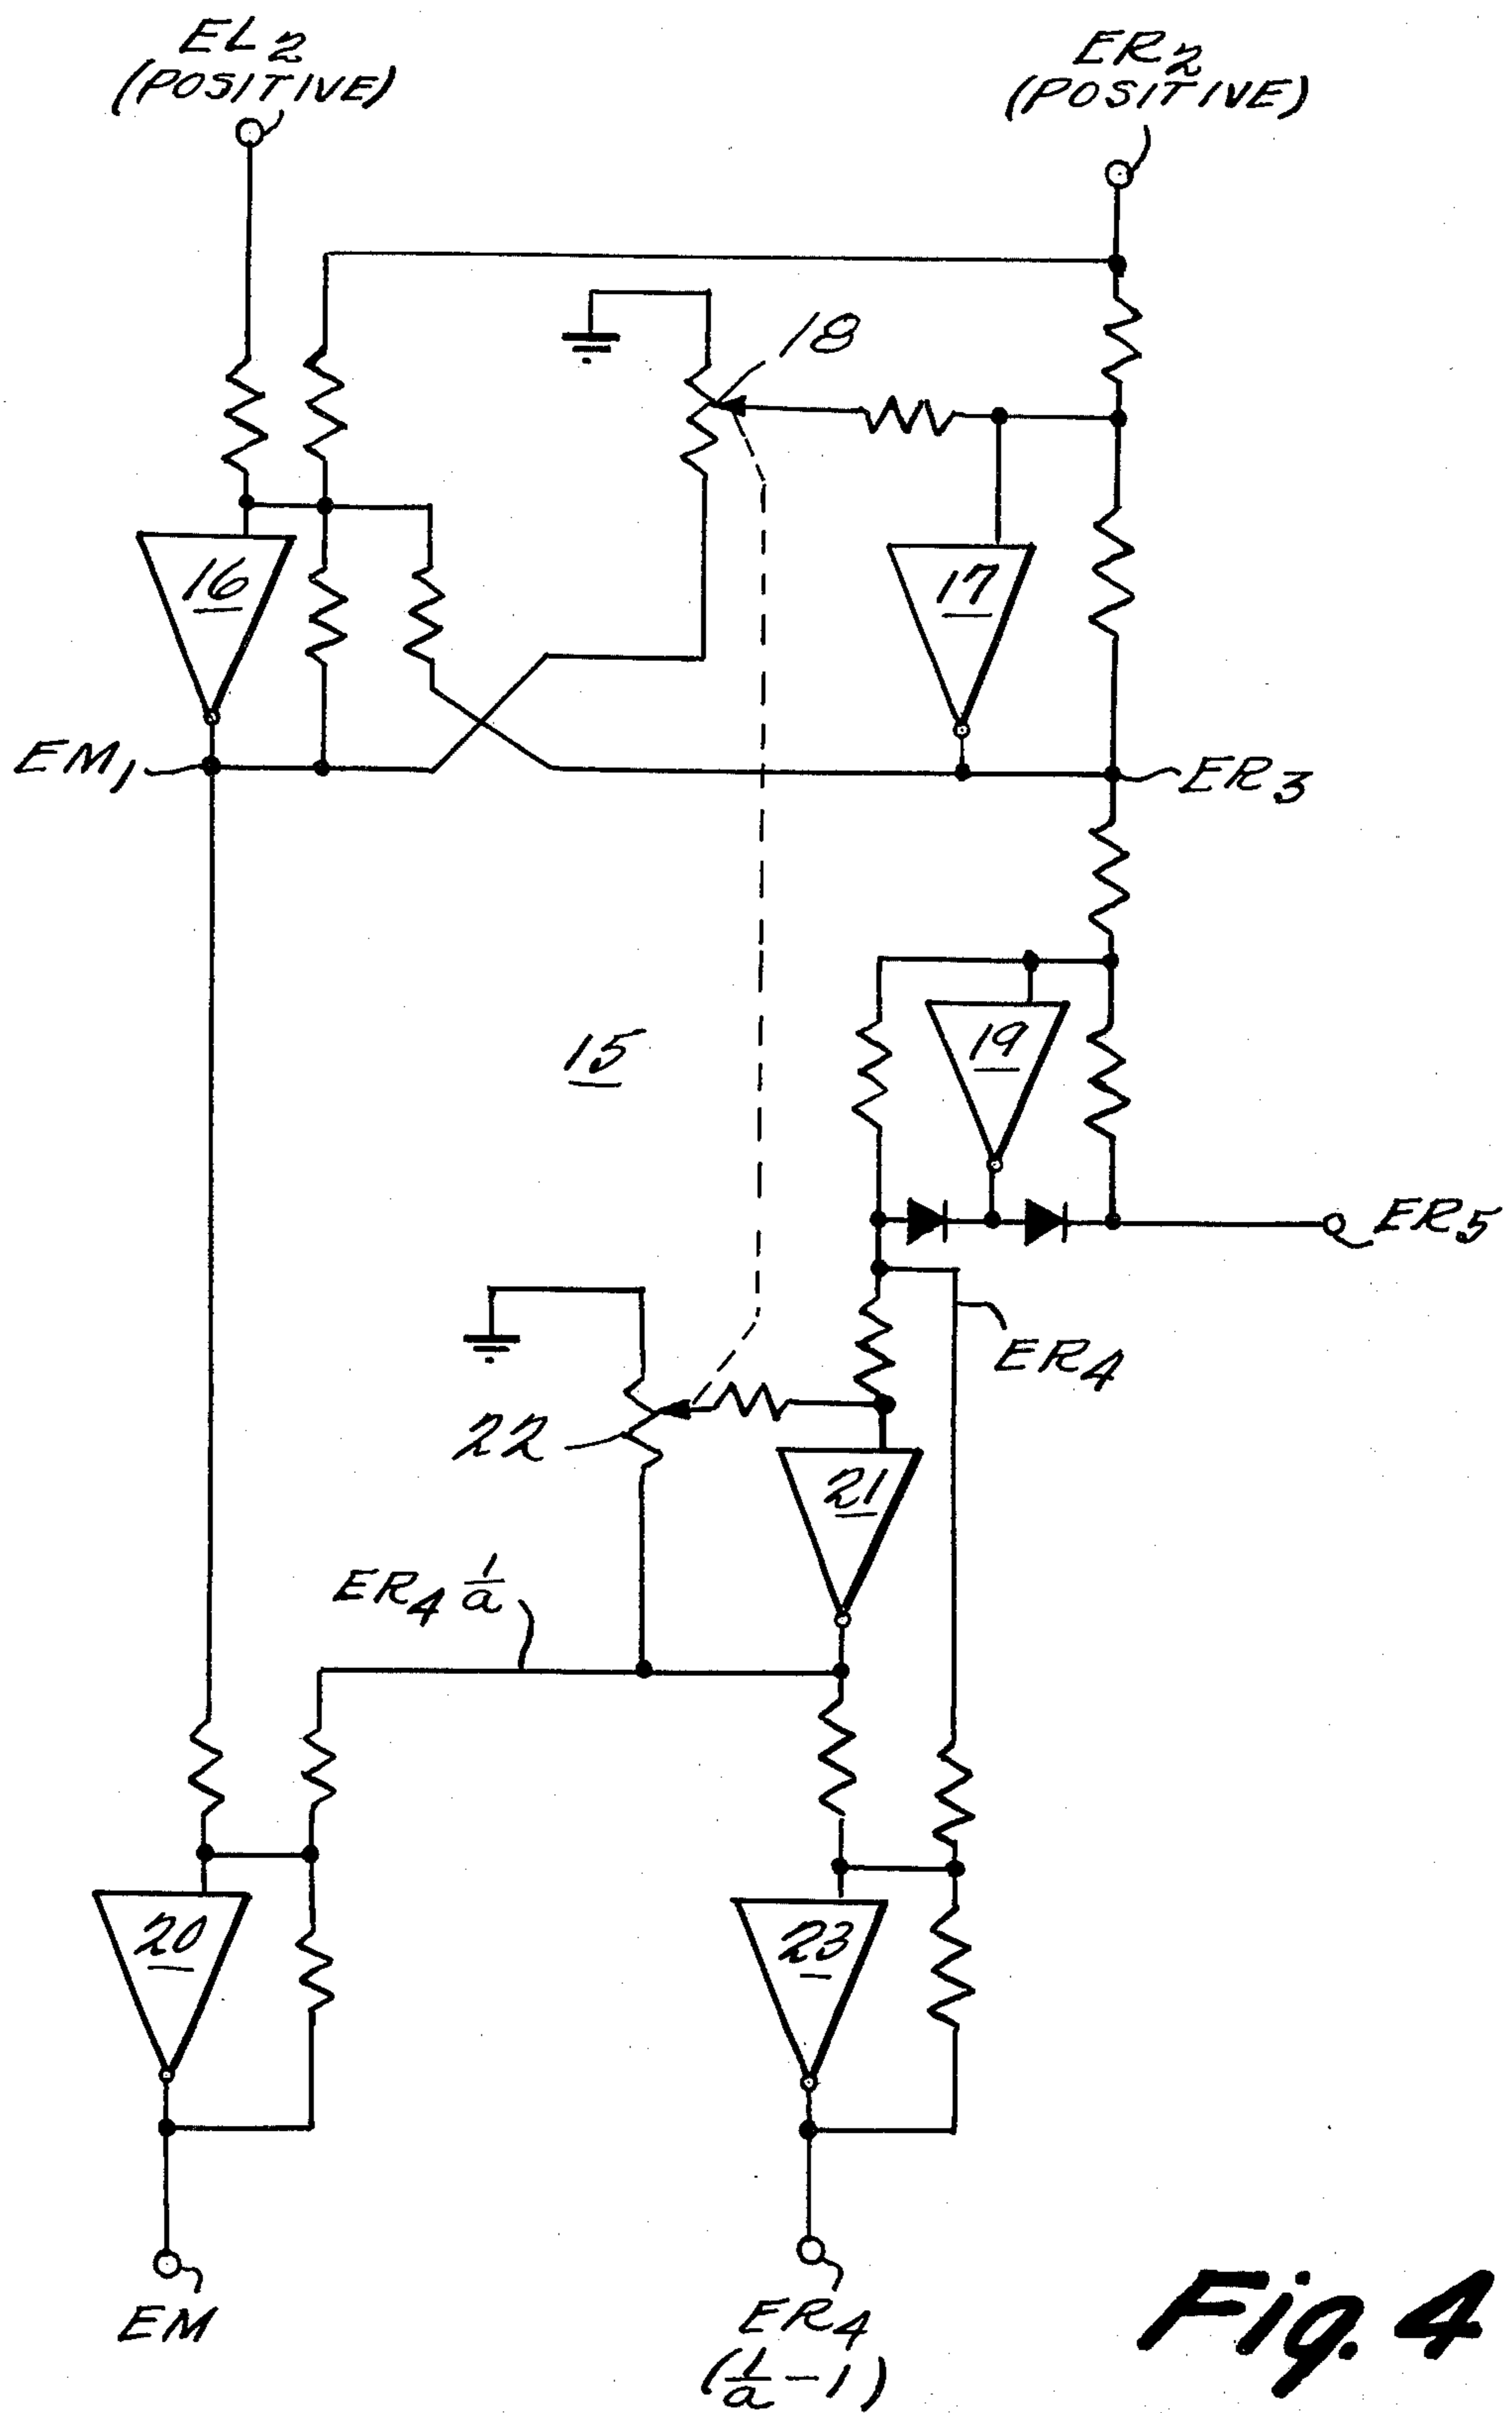 EL2
(POSITIVE)
ER2
(POSITIVE)
18
16
17
EM1
ER3
19
15
ER5
ER4
22
21
ER4 1/a
20
23
EM
ER4
(1/a - 1)
Fig. 4